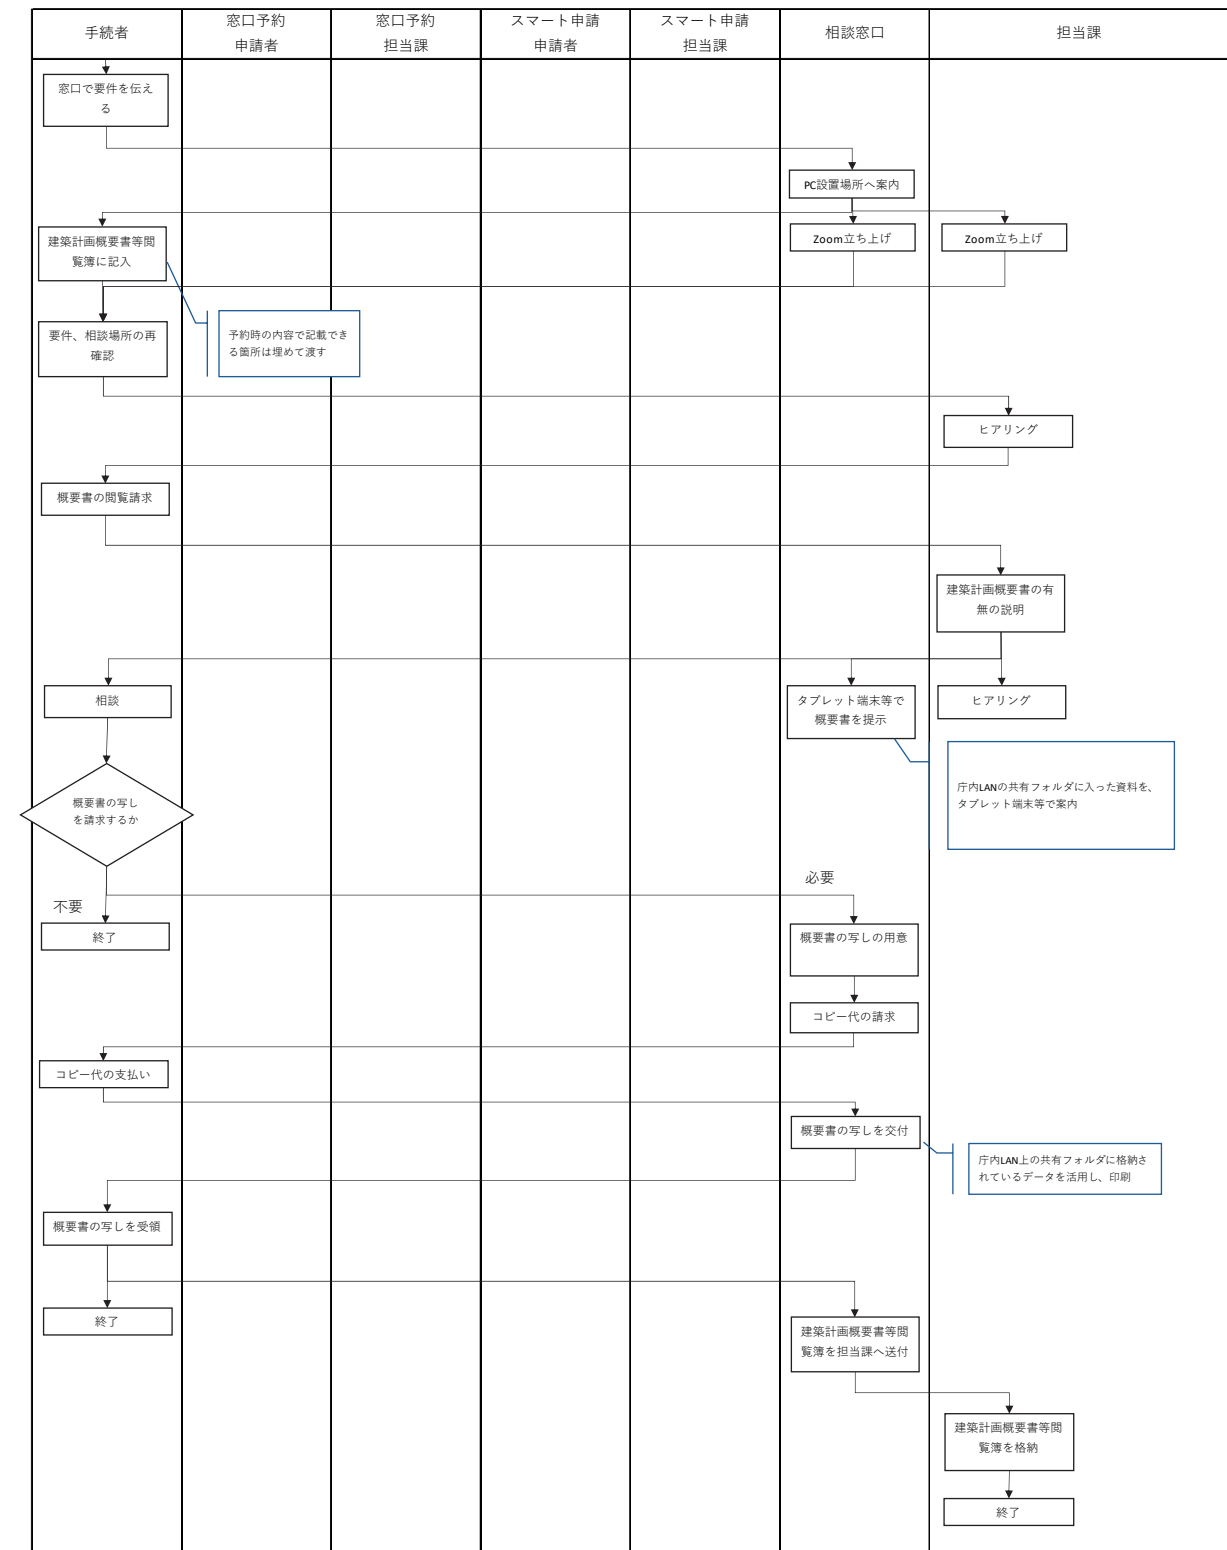 手続者
窓口予約
申請者
窓口予約
担当課
スマート申請
申請者
スマート申請
担当課
相談窓口
担当課
窓口で要件を伝え
る
PC設置場所へ案内
建築計画概要書等閲
覧簿に記入
Zoom立ち上げ
Zoom立ち上げ
要件、相談場所の再
確認
予約時の内容で記載でき
る箇所は埋めて渡す
ヒアリング
概要書の閲覧請求
建築計画概要書の有
無の説明
相談
タブレット端末等で
概要書を提示
ヒアリング
庁内LANの共有フォルダに入った資料を、
タブレット端末等で案内
概要書の写し
を請求するか
必要
不要
終了
概要書の写しの用意
コピー代の請求
コピー代の支払い
概要書の写しを交付
庁内LAN上の共有フォルダに格納さ
れているデータを活用し、印刷
概要書の写しを受領
終了
建築計画概要書等閲
覧簿を担当課へ送付
建築計画概要書等閲
覧簿を格納
終了